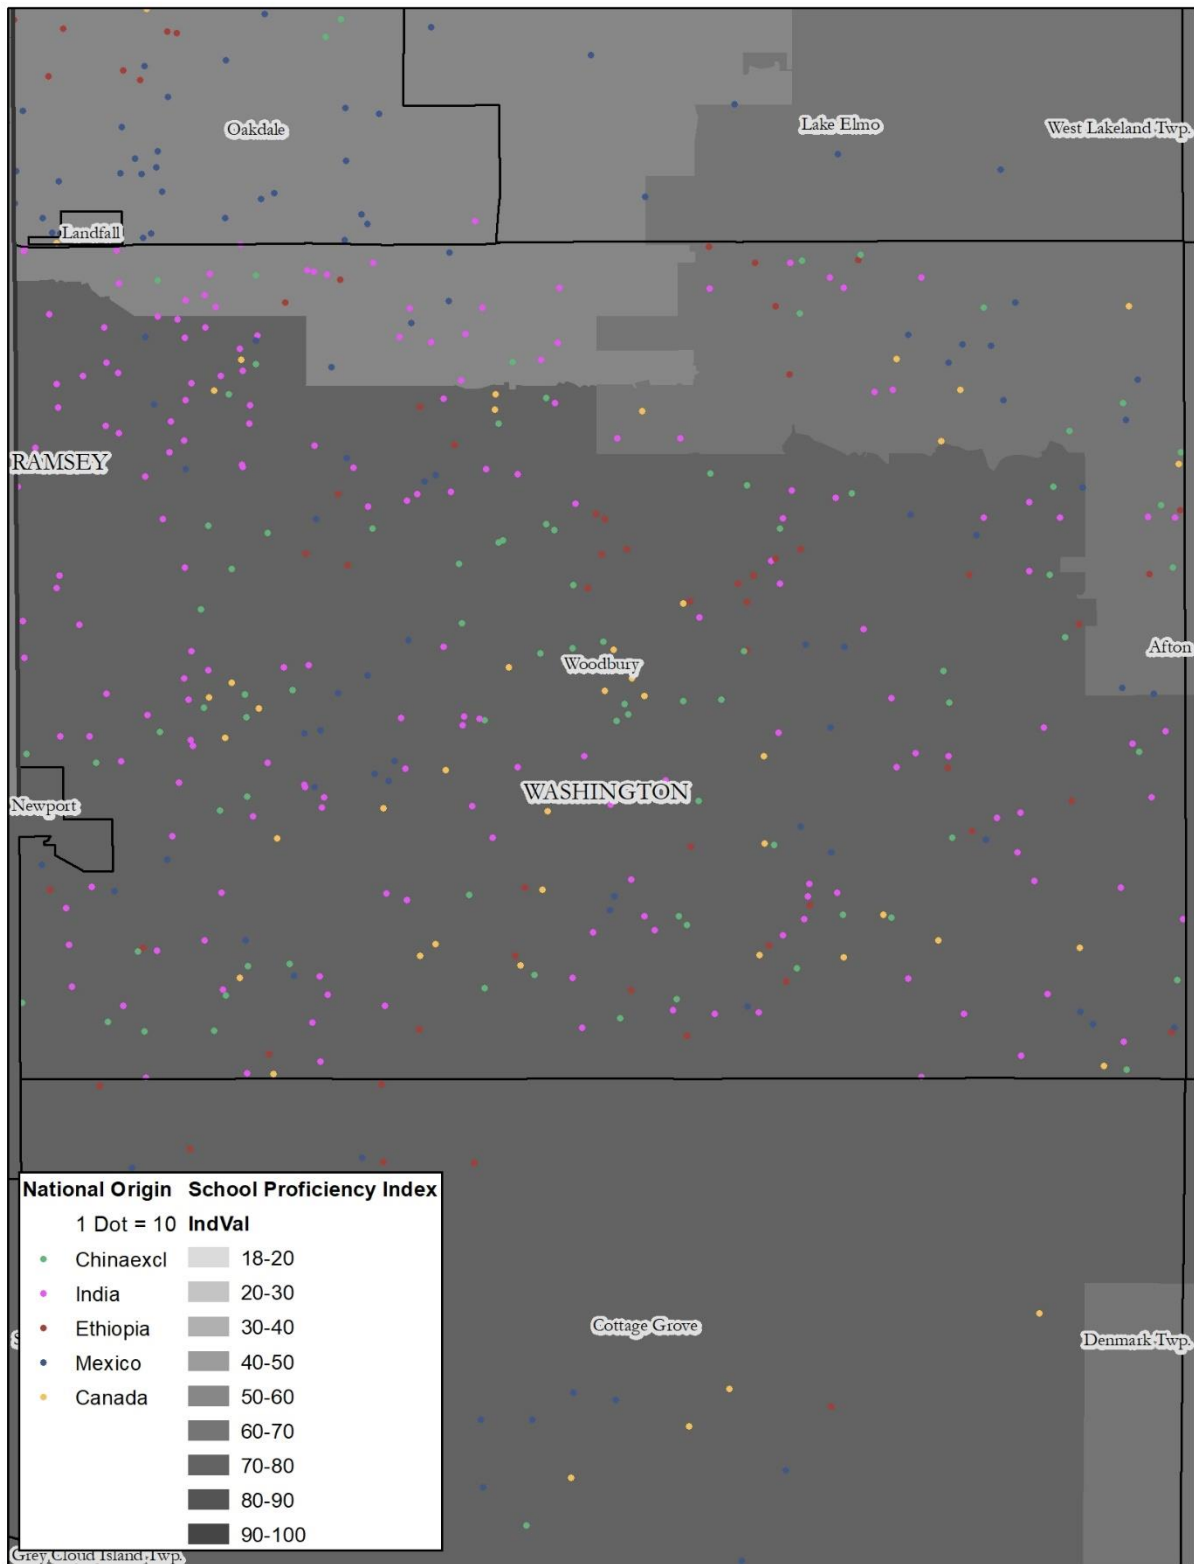 Oakdale
Lake Elmo
West Lakeland Twp.
Landfall
RAMSEY
Woodbury
Afton
WASHINGTON
Newport
National Origin School Proficiency Index
1 Dot = 10 IndVal
Chinaexcl 18-20
India 20-30
Ethiopia 30-40
Mexico 40-50
Canada 50-60
60-70
70-80
80-90
90-100
Cottage Grove
Denmark Twp.
Grey Cloud Island Twp.